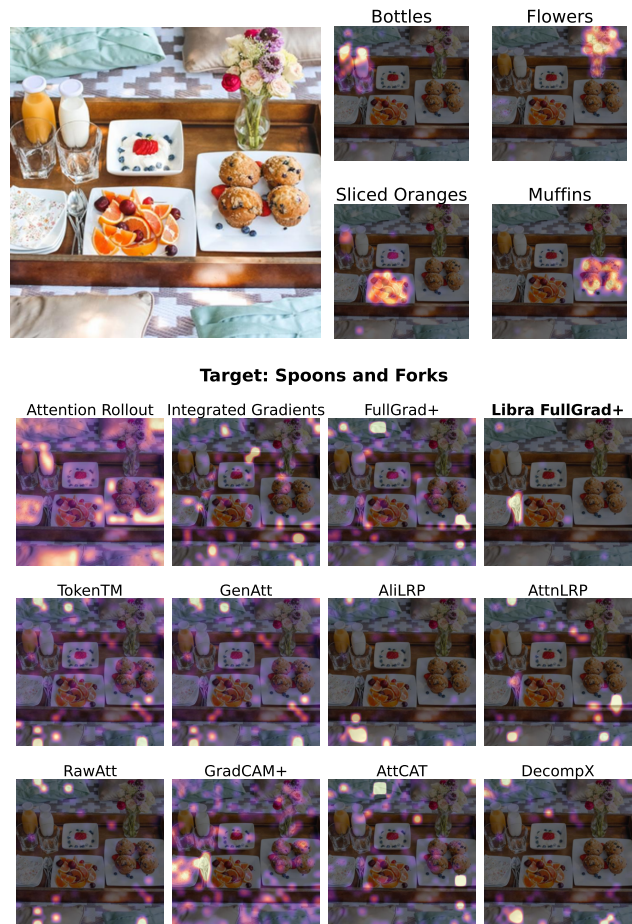 Bottles
Flowers
Sliced Oranges
Muffins
Target: Spoons and Forks
Attention Rollout
Integrated Gradients
FullGrad+
Libra FullGrad+
TokenTM
GenAtt
AliLRP
AttnLRP
RawAtt
GradCAM+
AttCAT
DecompX